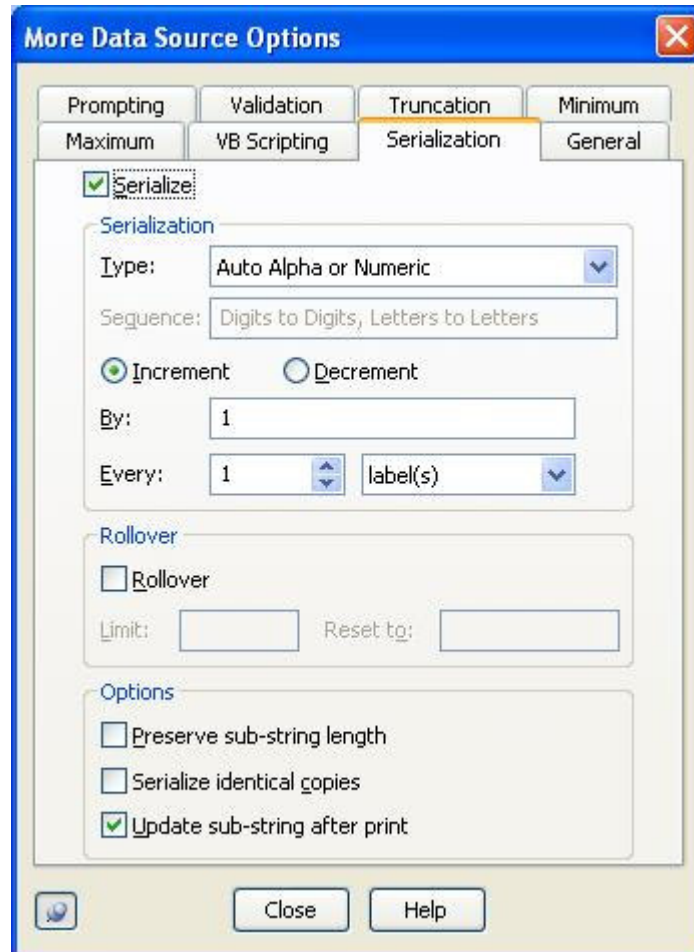 More Data Source Options
Prompting Validation Truncation Minimum
Maximum VB Scripting Serialization General
Serialize
Serialization
Type: Auto Alpha or Numeric
Sequence: Digits to Digits, Letters to Letters
Increment Decrement
By: 1
Every: 1 label(s)
Rollover
Rollover
Limit: Reset to:
Options
Preserve sub-string length
Serialize identical copies
Update sub-string after print
Close Help